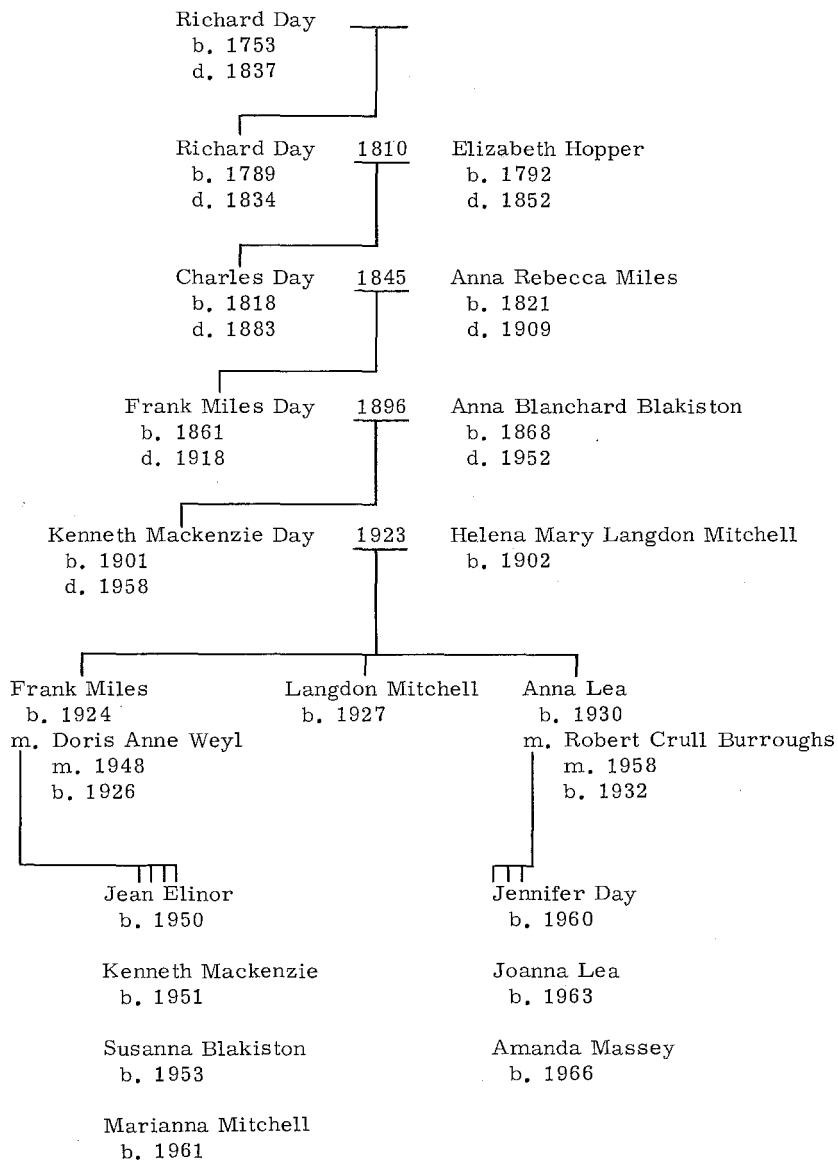 Richard Day
b. 1753
d. 1837
Richard Day 1810 Elizabeth Hopper
b. 1789 b. 1792
d. 1834 d. 1852
Charles Day 1845 Anna Rebecca Miles
b. 1818 b. 1821
d. 1883 d. 1909
Frank Miles Day 1896 Anna Blanchard Blakiston
b. 1861 b. 1868
d. 1918 d. 1952
Kenneth Mackenzie Day 1923 Helena Mary Langdon Mitchell
b. 1901 b. 1902
d. 1958
Frank Miles Langdon Mitchell Anna Lea
b. 1924 b. 1927 b. 1930
m. Doris Anne Weyl m. Robert Crull Burroughs
m. 1948 m. 1958
b. 1926 b. 1932
Jean Elinor Jennifer Day
b. 1950 b. 1960
Kenneth Mackenzie Joanna Lea
b. 1951 b. 1963
Susanna Blakiston Amanda Massey
b. 1953 b. 1966
Marianna Mitchell
b. 1961